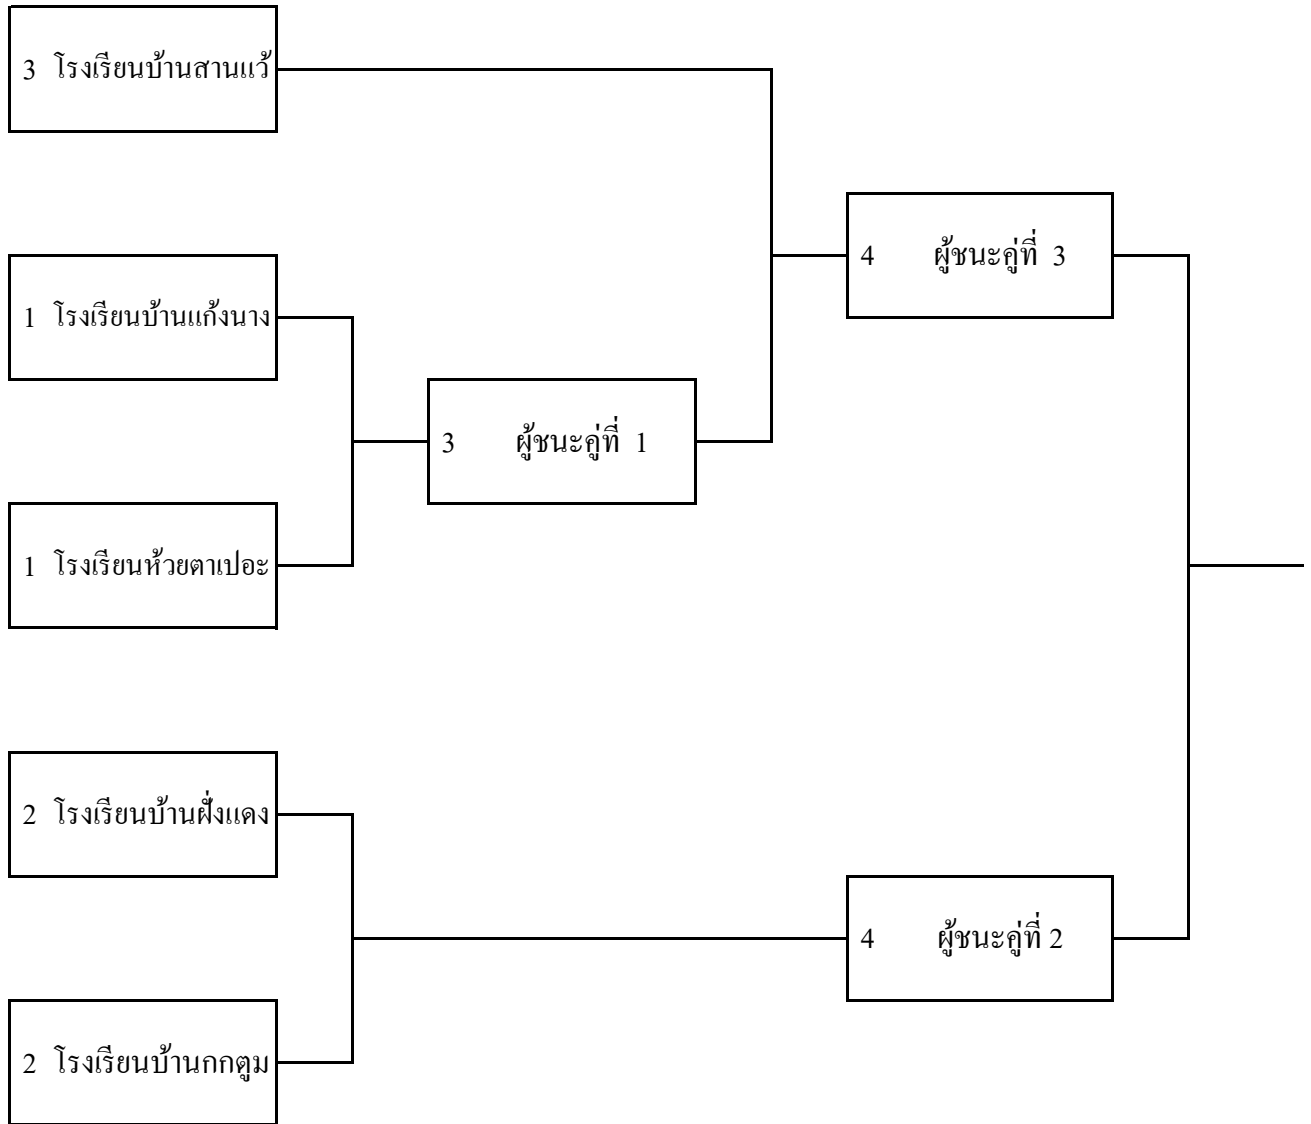 3 โรงเรียนบ้านสานแว้
4 ผู้ชนะคู่ที่ 3
1 โรงเรียนบ้านแก้งนาง
3 ผู้ชนะคู่ที่ 1
1 โรงเรียนห้วยตาเปอะ
2 โรงเรียนบ้านฝั่งแดง
4 ผู้ชนะคู่ที่ 2
2 โรงเรียนบ้านกกตูม